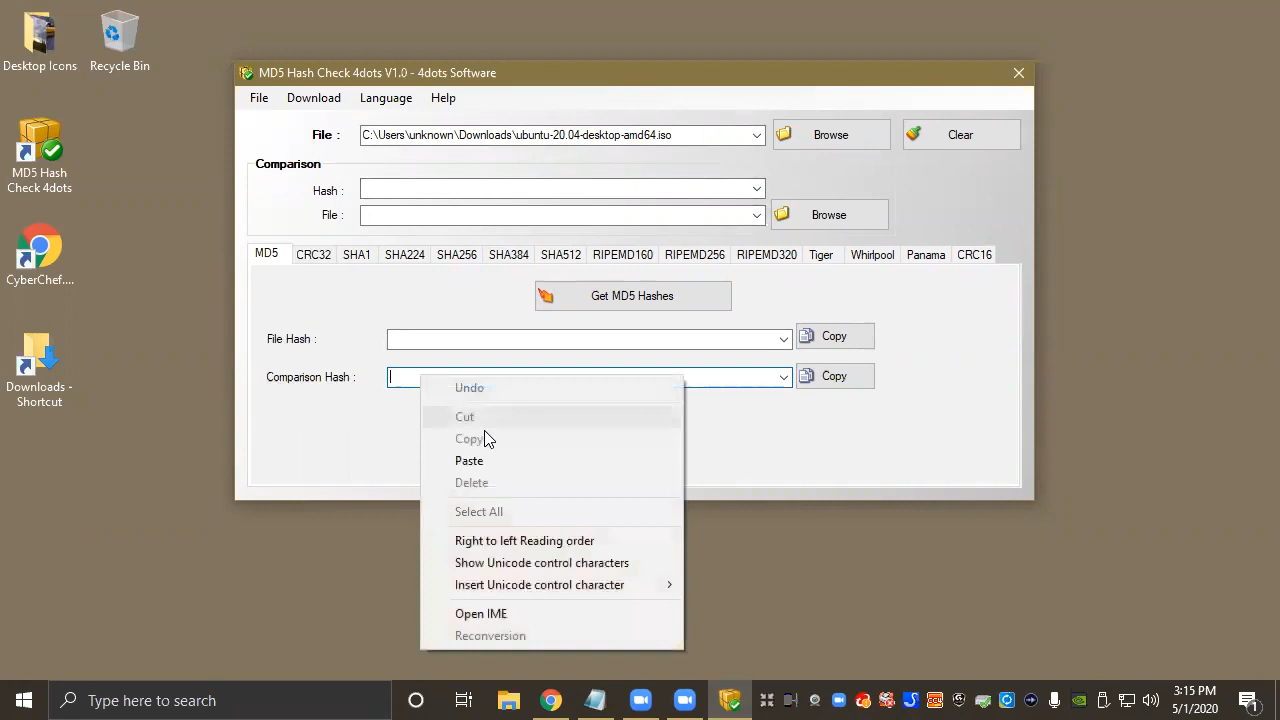 Desktop Icons
Recycle Bin
MD5 Hash Check 4dots
CyberChef....
Downloads - Shortcut
MD5 Hash Check 4dots V1.0 - 4dots Software
File Download Language Help
File : C:\Users\unknown\Downloads\ubuntu-20.04-desktop-amd64.iso Browse Clear
Comparison
Hash :
File : Browse
MD5 CRC32 SHA1 SHA224 SHA256 SHA384 SHA512 RIPEMD160 RIPEMD256 RIPEMD320 Tiger Whirlpool Panama CRC16
Get MD5 Hashes
File Hash : Copy
Comparison Hash : Copy
Undo
Cut
Copy
Paste
Delete
Select All
Right to left Reading order
Show Unicode control characters
Insert Unicode control character
Open IME
Reconversion
Type here to search
3:15 PM
5/1/2020
1